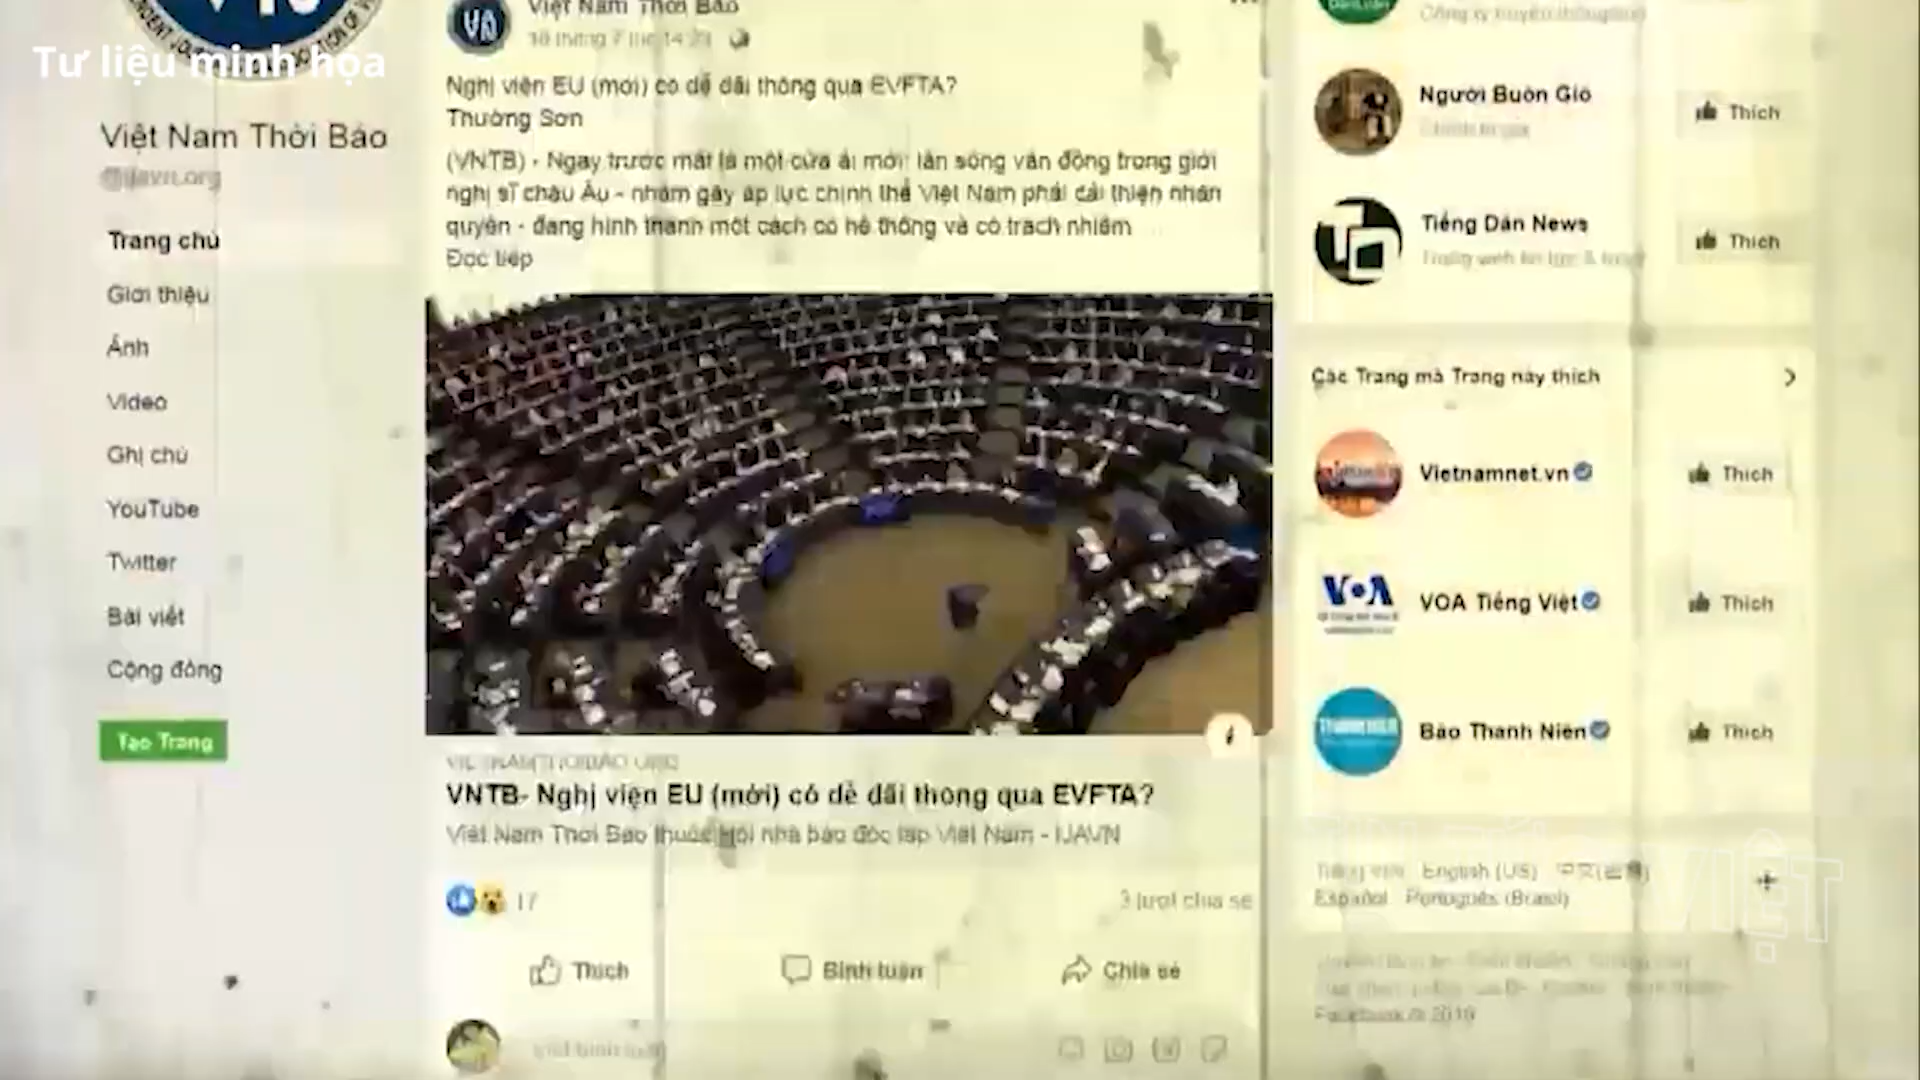 Tư liệu minh họa
Việt Nam Thời Báo
@ijavn.org
Trang chủ
Giới thiệu
Ảnh
Video
Ghi chú
YouTube
Twitter
Bài viết
Cộng đồng
Tạo Trang
Việt Nam Thời Báo
Nghị viện EU (mới) có dễ dãi thông qua EVFTA?
Thường Sơn
(VNTB) - Ngay trước mắt là một cửa ải mới: làn sóng vận động trong giới
nghị sĩ châu Âu - nhằm gây áp lực chính thể Việt Nam phải cải thiện nhân
quyền - đang hình thành một cách có hệ thống và có trách nhiệm
Đọc tiếp
VIETNAMTHOIBAO.ORG
VNTB- Nghị viện EU (mới) có dễ dãi thông qua EVFTA?
Việt Nam Thời Báo thuộc Hội nhà báo độc lập Việt Nam - IJAVN
17
3 lượt chia sẻ
Thích
Bình luận
Chia sẻ
Người Buôn Gió
Thích
Tiếng Dân News
Thích
Các Trang mà Trang này thích
Vietnamnet.vn
Thích
VOA
VOA Tiếng Việt
Thích
Báo Thanh Niên
Thích
Tiếng Việt English (US)
Español Português (Brasil)
VIỆT
Facebook © 2019